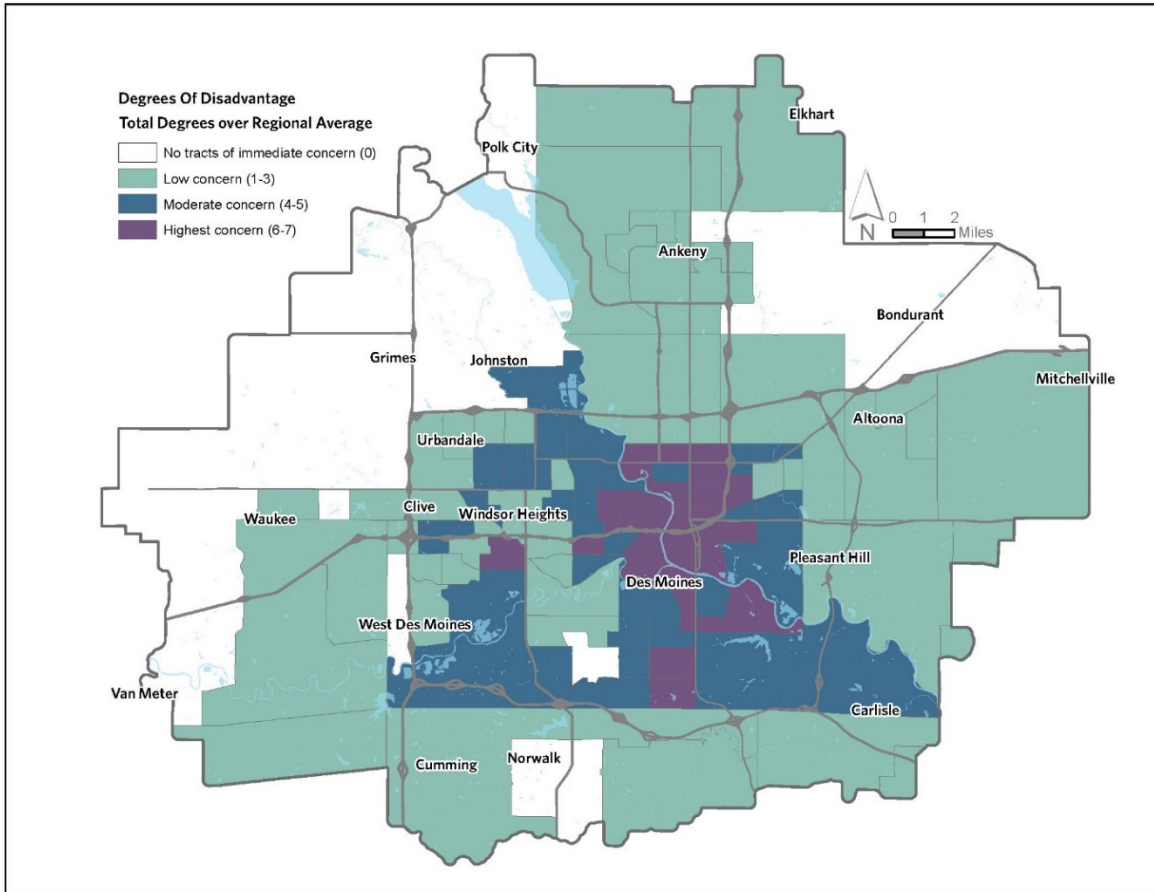 Degrees Of Disadvantage
Total Degrees over Regional Average
No tracts of immediate concern (0)
Low concern (1-3)
Moderate concern (4-5)
Highest concern (6-7)
Elkhart
Polk City
N
0 1 2
Miles
Ankeny
Bondurant
Grimes
Johnston
Mitchellville
Altoona
Urbandale
Waukee
Clive
Windsor Heights
Pleasant Hill
Des Moines
West Des Moines
Van Meter
Carlisle
Cumming
Norwalk